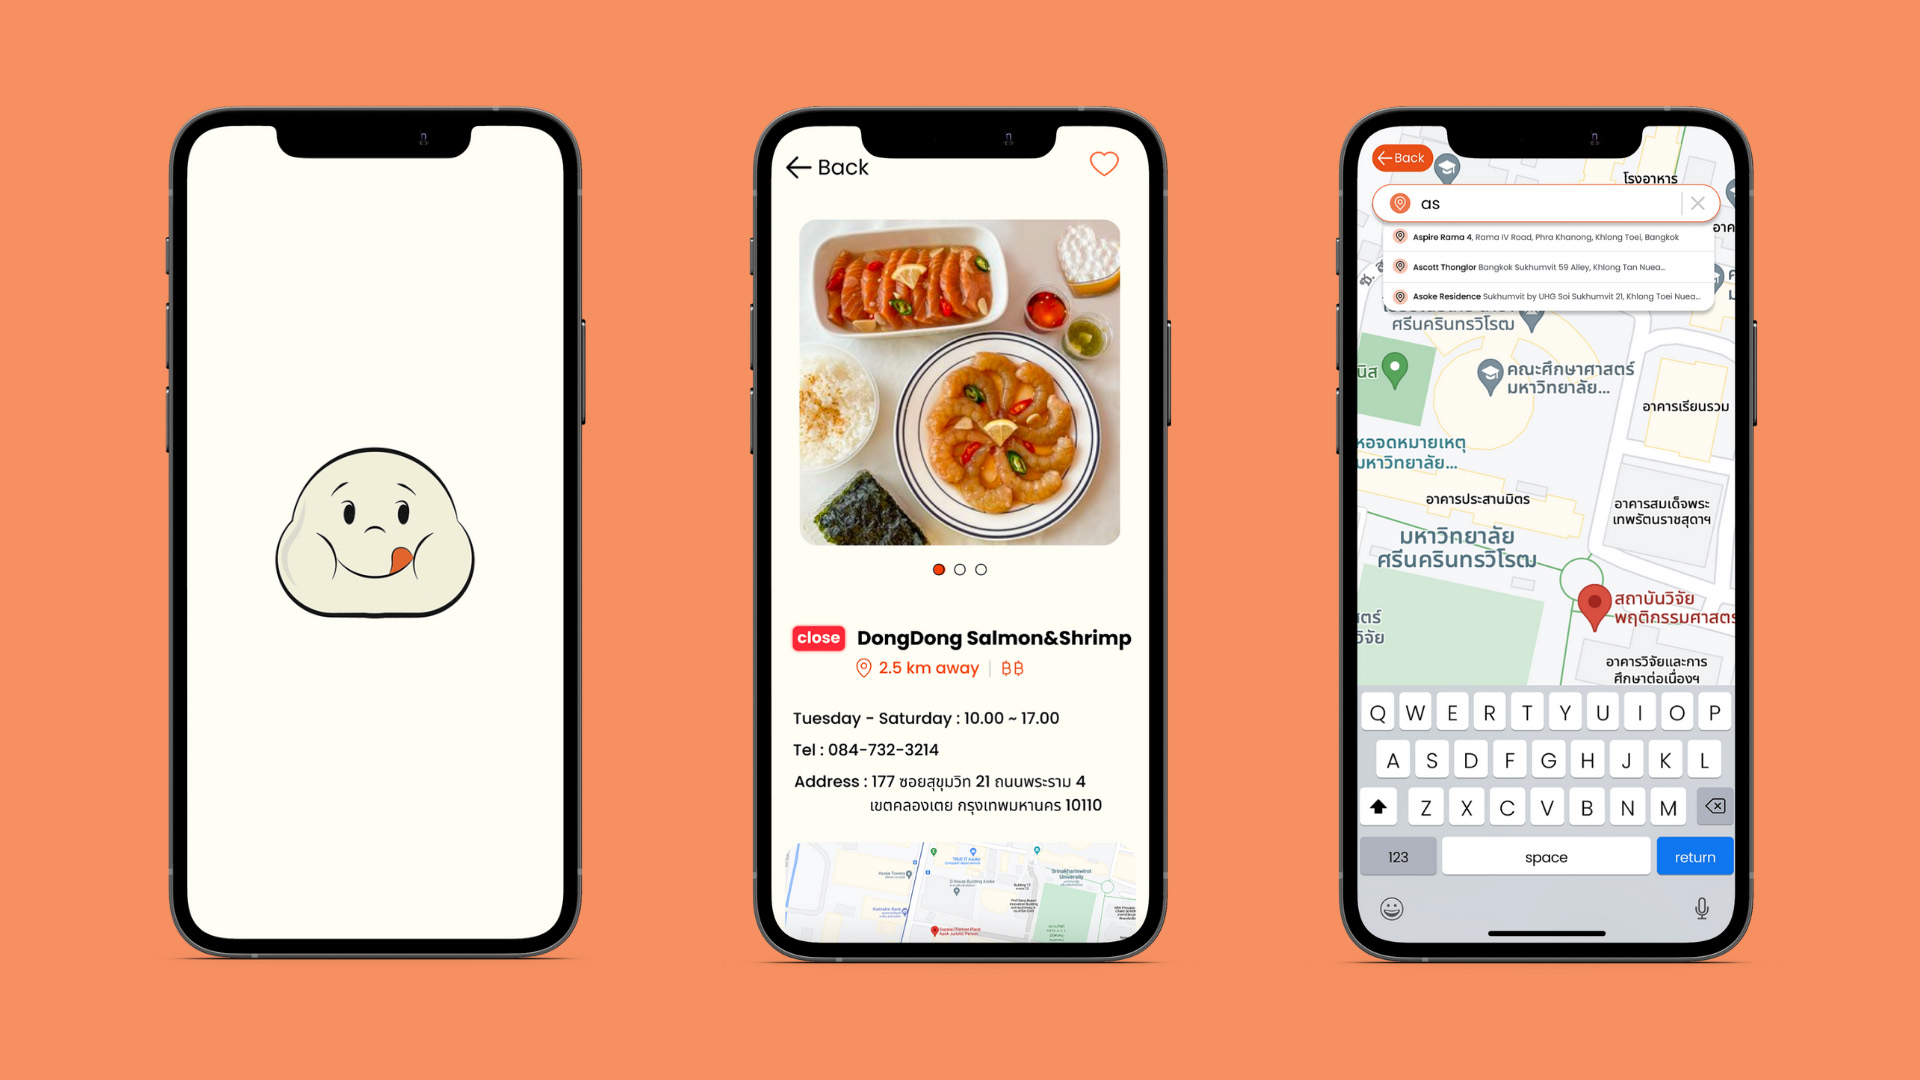 Back
close DongDong Salmon&Shrimp
2.5 km away | ฿฿
Tuesday - Saturday : 10.00 ~ 17.00
Tel : 084-732-3214
Address : 177 ซอยสุขุมวิท 21 ถนนพระราม 4
เขตคลองเตย กรุงเทพมหานคร 10110
Srinakharinwirot
University
Back
โรงอาหาร
as
อาค
Aspire Rama 4, Rama IV Road, Phra Khanong, Khlong Toei, Bangkok
Ascott Thonglor Bangkok Sukhumvit 59 Alley, Khlong Tan Nuea...
Asoke Residence Sukhumvit by UHG Soi Sukhumvit 21, Khlong Toei Nuea...
ศรีนครินทรวิโรฒ
นิส
คณะศึกษาศาสตร์
มหาวิทยาลัย...
อาคารเรียนรวม
หอจดหมายเหตุ
มหาวิทยาลัย...
อาคารประสานมิตร
อาคารสมเด็จพระ
เทพรัตนราชสุดาฯ
มหาวิทยาลัย
ศรีนครินทรวิโรฒ
สถาบันวิจัย
พฤติกรรมศาสตร
ตร์
วิจัย
อาคารวิจัยและการ
ศึกษาต่อเนื่องฯ
Q W E R T Y U I O P
A S D F G H J K L
Z X C V B N M
123 space return